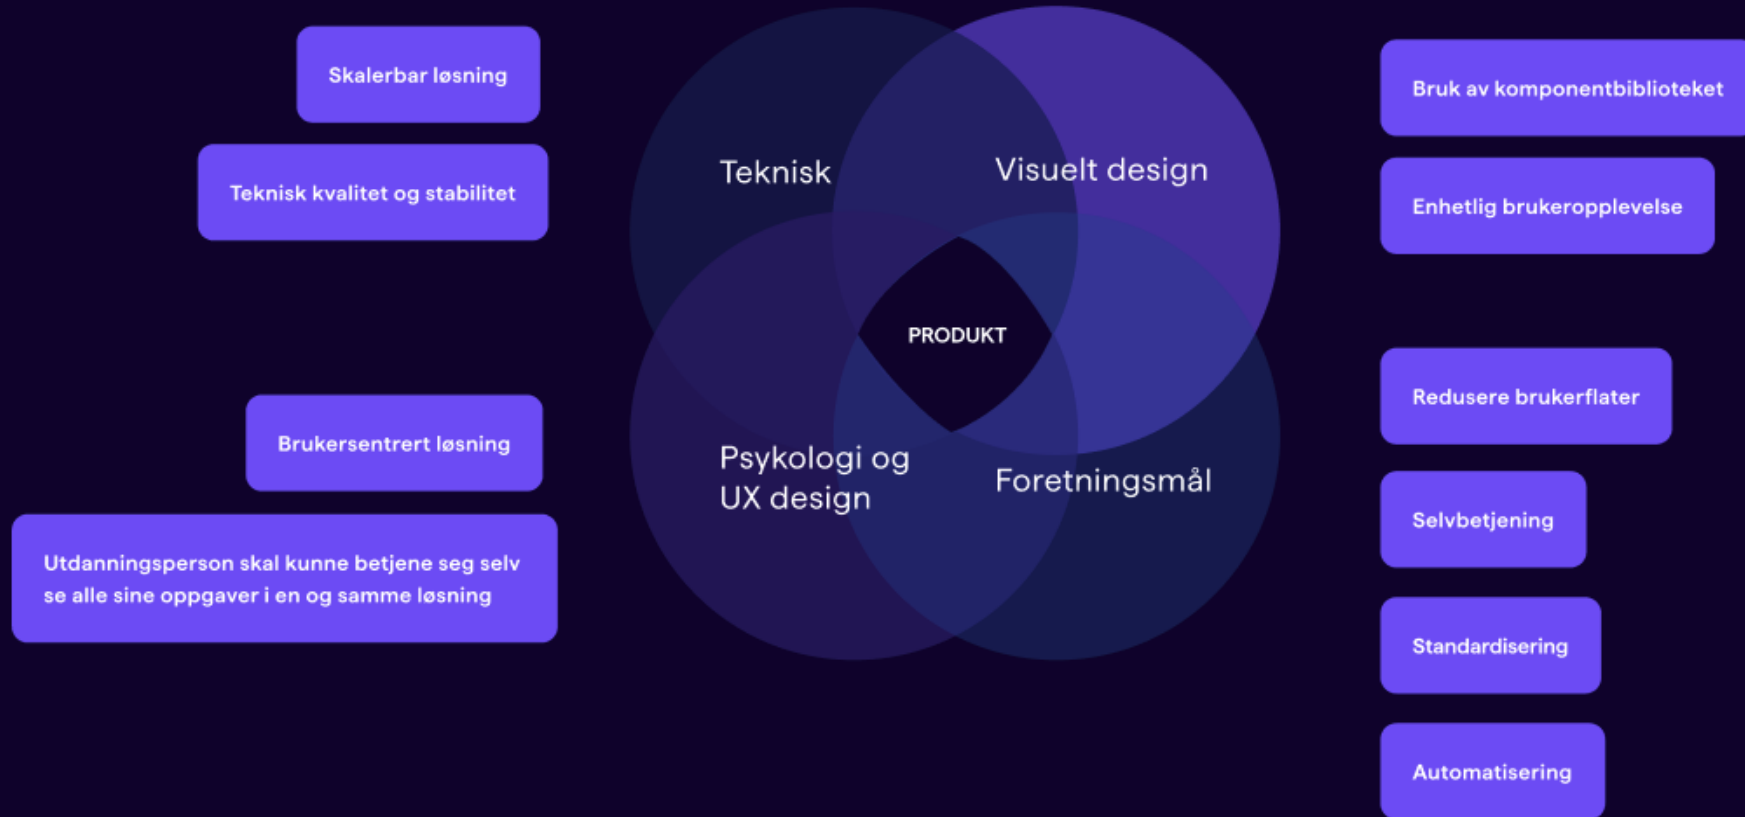 Skalerbar løsning
Teknisk kvalitet og stabilitet
Brukersentrert løsning
Utdanningsperson skal kunne betjene seg selv
se alle sine oppgaver i en og samme løsning
Teknisk
Visuelt design
PRODUKT
Psykologi og
UX design
Foretningsmål
Bruk av komponentbiblioteket
Enhetlig brukeropplevelse
Redusere brukerflater
Selvbetjening
Standardisering
Automatisering